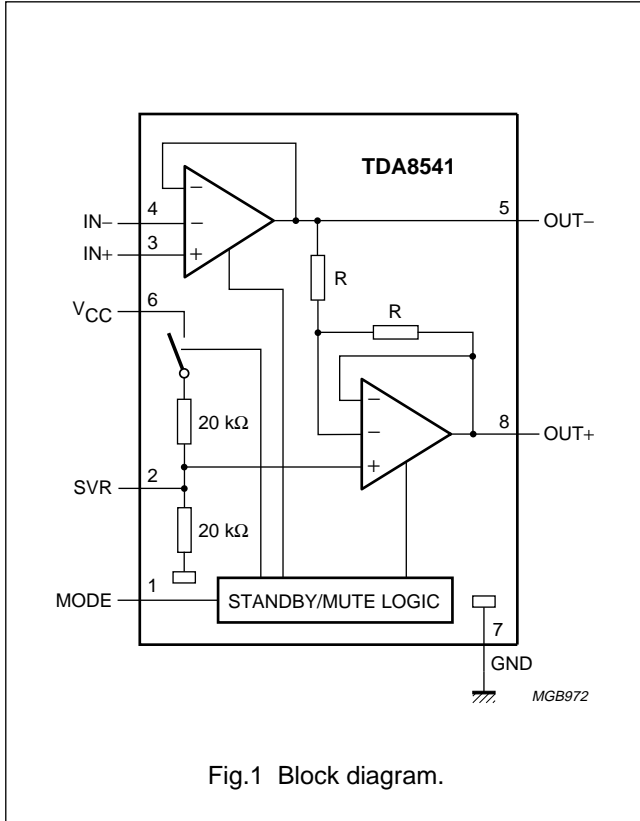 TDA8541
IN− 4 −
IN+ 3 +
−
5 OUT−
R
R
VCC 6
20 kΩ
−
−
+
8 OUT+
SVR 2
20 kΩ
MODE 1
STANDBY/MUTE LOGIC
7
GND
MGB972
Fig.1 Block diagram.